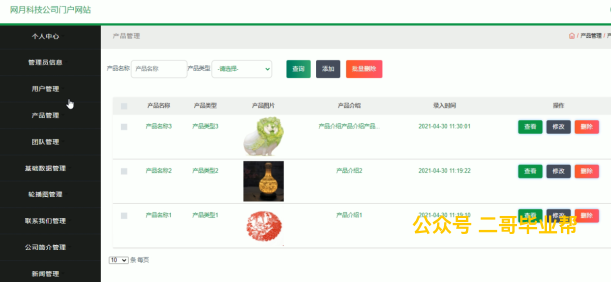 网月科技公司门户网站
个人中心
管理员信息
用户管理
产品管理
团队管理
基础数据管理
轮播图管理
联系我们管理
公司简介管理
新闻管理
产品管理
/ 产品管理 / 产
产品名称 产品名称 产品类型 -请选择- 查询 添加 批量删除
产品名称 产品类型 产品图片 产品介绍 录入时间 操作
产品名称3 产品类型3 产品介绍产品介绍产品... 2021-04-30 11:30:01 查看 修改 删除
产品名称2 产品类型2 产品介绍2 2021-04-30 11:19:22 查看 修改 删除
产品名称1 产品类型1 产品介绍1 2021-04-30 11:19:10 查看 修改 删除
公众号 二哥毕业帮
10 条 每页